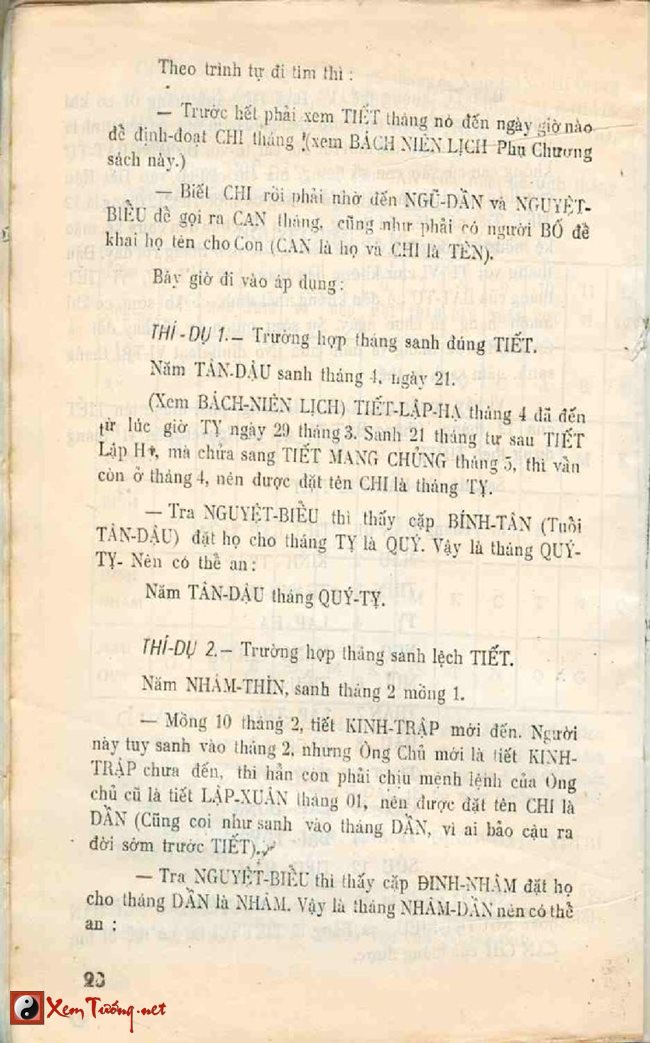 Theo trình tự đi tìm thì :
— Trước hết phải xem TIẾT tháng nó đến ngày giờ nào
để định-đoạt CHI tháng (xem BÁCH NIÊN LỊCH Phụ Chương
sách này.)
— Biết CHI rồi phải nhờ đến NGŨ-DẦN và NGUYỆT-
BIỂU để gọi ra CAN tháng, cũng như phải có người BỐ để
khai họ tên cho Con (CAN là họ và CHI là TÊN).
Bây giờ đi vào áp dụng :
THÍ-DỤ 1.— Trường hợp tháng sanh đúng TIẾT.
Năm TÂN-DẬU sanh tháng 4, ngày 21.
(Xem BÁCH-NIÊN LỊCH) TIẾT-LẬP-HẠ tháng 4 đã đến
từ lúc giờ TỴ ngày 29 tháng 3. Sanh 21 tháng tư sau TIẾT
Lập Hạ, mà chửa sang TIẾT MANG CHỦNG tháng 5, thì vẫn
còn ở tháng 4, nên được đặt tên CHI là tháng TỴ.
— Tra NGUYỆT-BIỂU thì thấy cặp BÍNH-TÂN (Tuổi
TÂN-DẬU) đặt họ cho tháng TỴ là QUÝ. Vậy là tháng QUÝ-
TỴ- Nên có thể an :
Năm TÂN-DẬU tháng QUÝ-TỴ.
THÍ-DỤ 2.— Trường hợp tháng sanh lệch TIẾT.
Năm NHÂM-THÌN, sanh tháng 2 mồng 1.
— Mồng 10 tháng 2, tiết KINH-TRẬP mới đến. Người
này tuy sanh vào tháng 2, nhưng Ông Chủ mới là tiết KINH-
TRẬP chưa đến, thì hẳn còn phải chịu mệnh lệnh của Ông
chủ cũ là tiết LẬP-XUÂN tháng 01, nên được đặt tên CHI là
DẦN (Cũng coi như sanh vào tháng DẦN, vì ai bảo cậu ra
đời sớm trước TIẾT).
— Tra NGUYỆT-BIỂU thì thấy cặp ĐINH-NHÂM đặt họ
cho tháng DẦN là NHÂM. Vậy là tháng NHÂM-DẦN nên có thể
an :
20
XemTướng.net